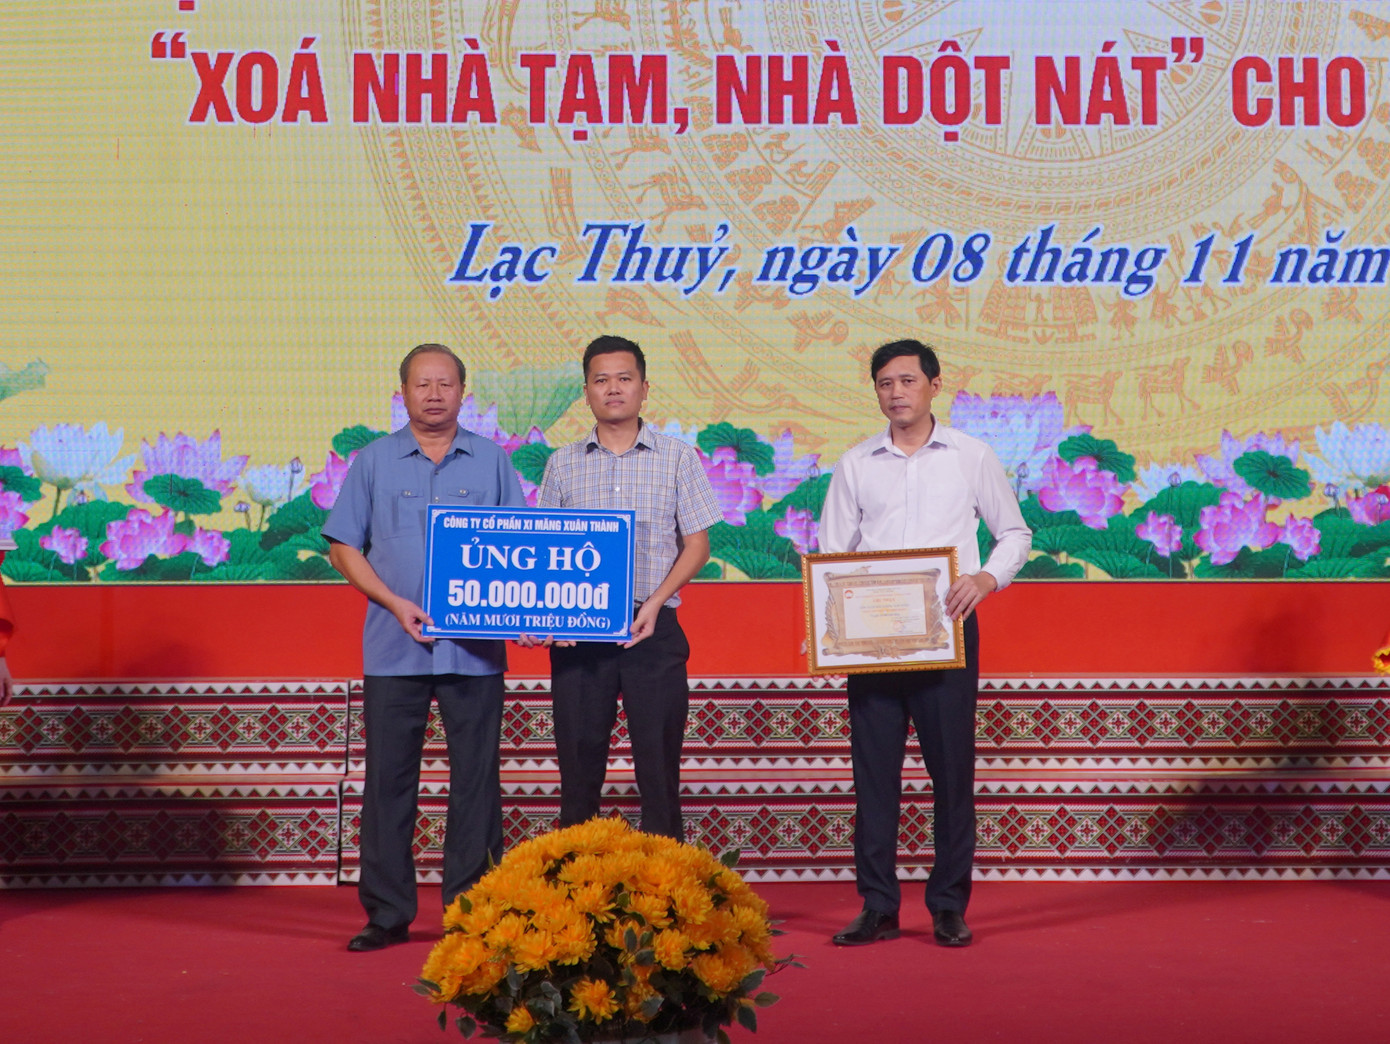 “XOÁ NHÀ TẠM, NHÀ DỘT NÁT” CHO
Lạc Thuỷ, ngày 08 tháng 11 năm
CÔNG TY CỔ PHẦN XI MĂNG XUÂN THÀNH
ỦNG HỘ
50.000.000đ
(NĂM MƯƠI TRIỆU ĐỒNG)